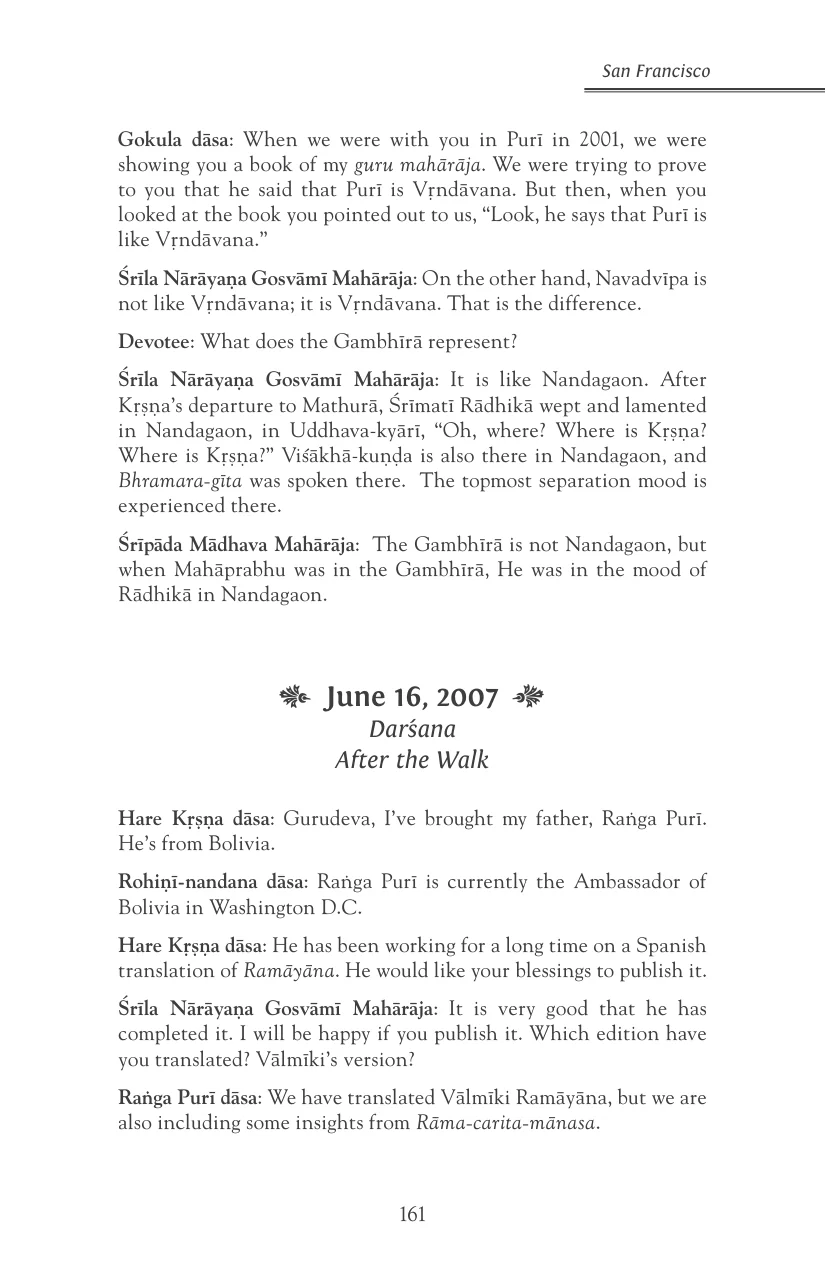 San Francisco
Gokula dāsa: When we were with you in Purī in 2001, we were
showing you a book of my guru mahārāja. We were trying to prove
to you that he said that Purī is Vṛndāvana. But then, when you
looked at the book you pointed out to us, “Look, he says that Purī is
like Vṛndāvana.”
Śrīla Nārāyaṇa Gosvāmī Mahārāja: On the other hand, Navadvīpa is
not like Vṛndāvana; it is Vṛndāvana. That is the difference.
Devotee: What does the Gambhīrā represent?
Śrīla Nārāyaṇa Gosvāmī Mahārāja: It is like Nandagaon. After
Kṛṣṇa’s departure to Mathurā, Śrīmatī Rādhikā wept and lamented
in Nandagaon, in Uddhava-kyārī, “Oh, where? Where is Kṛṣṇa?
Where is Kṛṣṇa?” Viśākhā-kuṇḍa is also there in Nandagaon, and
Bhramara-gīta was spoken there. The topmost separation mood is
experienced there.
Śrīpāda Mādhava Mahārāja: The Gambhīrā is not Nandagaon, but
when Mahāprabhu was in the Gambhīrā, He was in the mood of
Rādhikā in Nandagaon.
June 16, 2007
Darśana
After the Walk
Hare Kṛṣṇa dāsa: Gurudeva, I’ve brought my father, Raṅga Purī.
He’s from Bolivia.
Rohiṇī-nandana dāsa: Raṅga Purī is currently the Ambassador of
Bolivia in Washington D.C.
Hare Kṛṣṇa dāsa: He has been working for a long time on a Spanish
translation of Ramāyāna. He would like your blessings to publish it.
Śrīla Nārāyaṇa Gosvāmī Mahārāja: It is very good that he has
completed it. I will be happy if you publish it. Which edition have
you translated? Vālmīki’s version?
Raṅga Purī dāsa: We have translated Vālmīki Ramāyāna, but we are
also including some insights from Rāma-carita-mānasa.
161